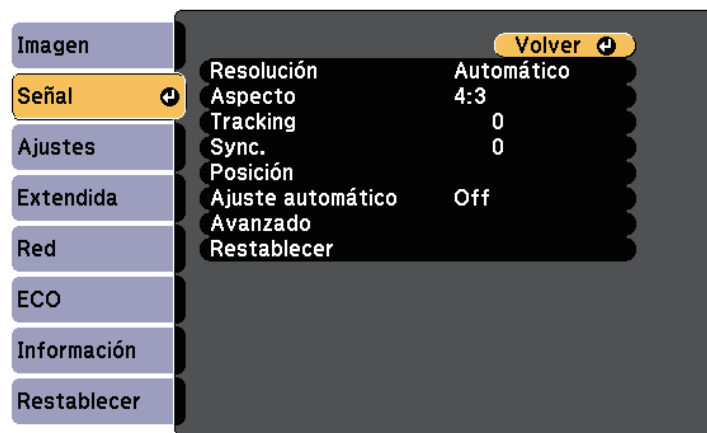 Imagen
Señal
Ajustes
Extendida
Red
ECO
Información
Restablecer
Volver
Resolución Automático
Aspecto 4:3
Tracking 0
Sync. 0
Posición
Ajuste automático Off
Avanzado
Restablecer